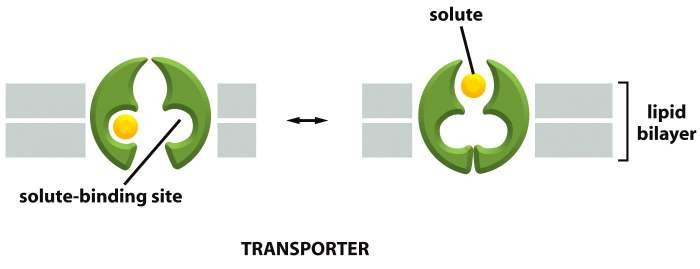 solute
lipid
bilayer
solute-binding site
TRANSPORTER